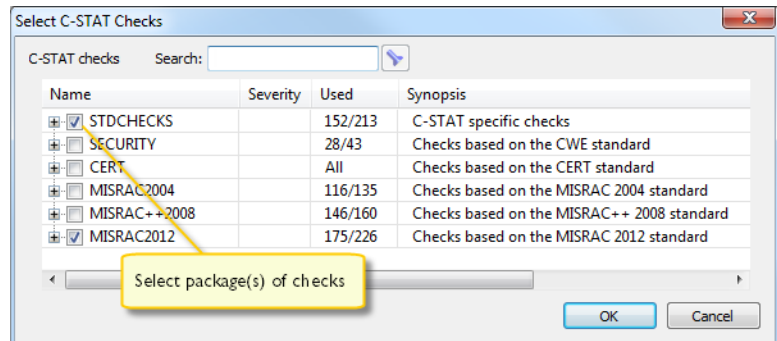 Select C-STAT Checks
C-STAT checks Search:
Name Severity Used Synopsis
STDCHECKS 152/213 C-STAT specific checks
SECURITY 28/43 Checks based on the CWE standard
CERT All Checks based on the CERT standard
MISRAC2004 116/135 Checks based on the MISRAC 2004 standard
MISRAC++2008 146/160 Checks based on the MISRAC++ 2008 standard
MISRAC2012 175/226 Checks based on the MISRAC 2012 standard
Select package(s) of checks
OK Cancel